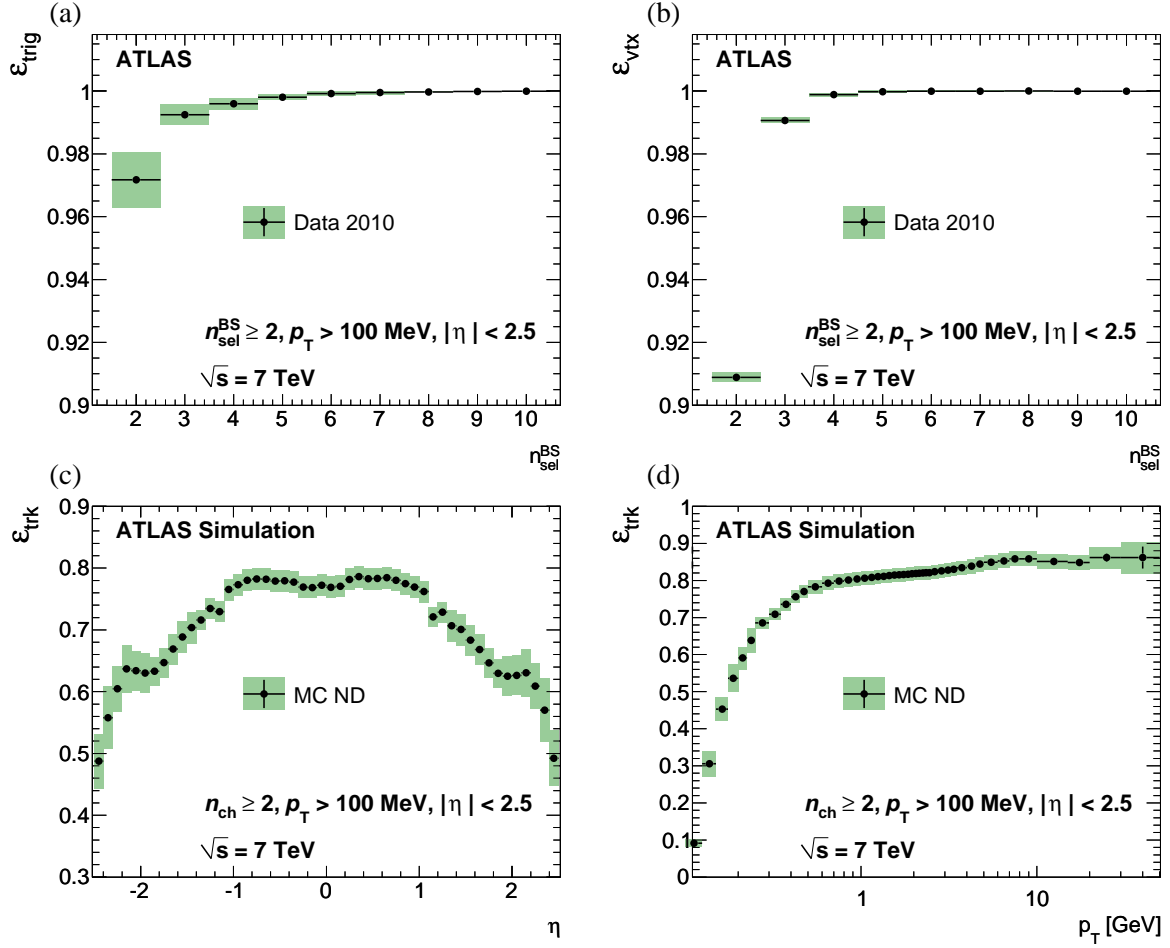 (a)
ε_trig
ATLAS
1
0.98
0.96
0.94
0.92
0.9
Data 2010
n_sel^BS ≥ 2, p_T > 100 MeV, |η| < 2.5
√s = 7 TeV
2 3 4 5 6 7 8 9 10
n_sel^BS
(b)
ε_vtx
ATLAS
1
0.98
0.96
0.94
0.92
0.9
Data 2010
n_sel^BS ≥ 2, p_T > 100 MeV, |η| < 2.5
√s = 7 TeV
2 3 4 5 6 7 8 9 10
n_sel^BS
(c)
ε_trk
ATLAS Simulation
0.9
0.8
0.7
0.6
0.5
0.4
0.3
MC ND
n_ch ≥ 2, p_T > 100 MeV, |η| < 2.5
√s = 7 TeV
-2 -1 0 1 2
η
(d)
ε_trk
ATLAS Simulation
1
0.9
0.8
0.7
0.6
0.5
0.4
0.3
0.2
0.1
0
MC ND
n_ch ≥ 2, p_T > 100 MeV, |η| < 2.5
√s = 7 TeV
1 10
p_T [GeV]